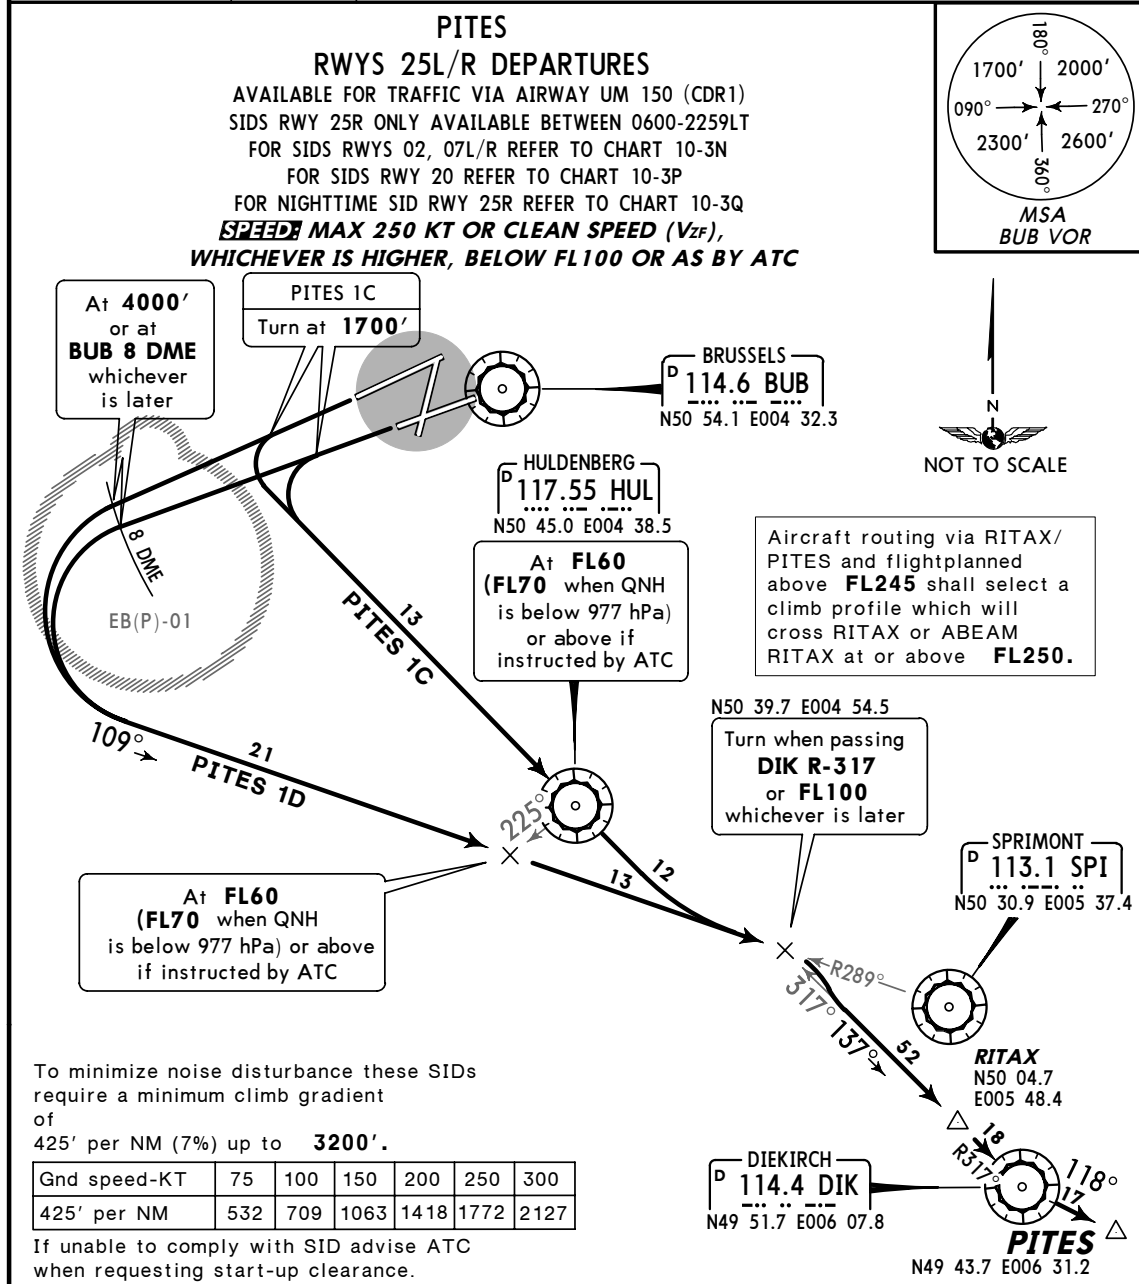 PITES
RWYS 25L/R DEPARTURES
AVAILABLE FOR TRAFFIC VIA AIRWAY UM 150 (CDR1)
SIDS RWY 25R ONLY AVAILABLE BETWEEN 0600-2259LT
FOR SIDS RWYS 02, 07L/R REFER TO CHART 10-3N
FOR SIDS RWY 20 REFER TO CHART 10-3P
FOR NIGHTTIME SID RWY 25R REFER TO CHART 10-3Q
SPEED: MAX 250 KT OR CLEAN SPEED (VZF),
WHICHEVER IS HIGHER, BELOW FL100 OR AS BY ATC
180°
1700' 2000'
090° 270°
2300' 2600'
360°
MSA
BUB VOR
At 4000'
or at
BUB 8 DME
whichever
is later
PITES 1C
Turn at 1700'
BRUSSELS
D 114.6 BUB
N50 54.1 E004 32.3
N
NOT TO SCALE
HULDENBERG
D 117.55 HUL
N50 45.0 E004 38.5
At FL60
(FL70 when QNH
is below 977 hPa)
or above if
instructed by ATC
Aircraft routing via RITAX/
PITES and flightplanned
above FL245 shall select a
climb profile which will
cross RITAX or ABEAM
RITAX at or above FL250.
8 DME
EB(P)-01
13
PITES 1C
109°
21
PITES 1D
225°
N50 39.7 E004 54.5
Turn when passing
DIK R-317
or FL100
whichever is later
12
13
SPRIMONT
D 113.1 SPI
N50 30.9 E005 37.4
At FL60
(FL70 when QNH
is below 977 hPa) or above
if instructed by ATC
R289°
317°
137°
52
RITAX
N50 04.7
E005 48.4
18
R317°
DIEKIRCH
D 114.4 DIK
N49 51.7 E006 07.8
118°
17
PITES
N49 43.7 E006 31.2
To minimize noise disturbance these SIDs
require a minimum climb gradient
of
425' per NM (7%) up to 3200'.
Gnd speed-KT 75 100 150 200 250 300
425' per NM 532 709 1063 1418 1772 2127
If unable to comply with SID advise ATC
when requesting start-up clearance.